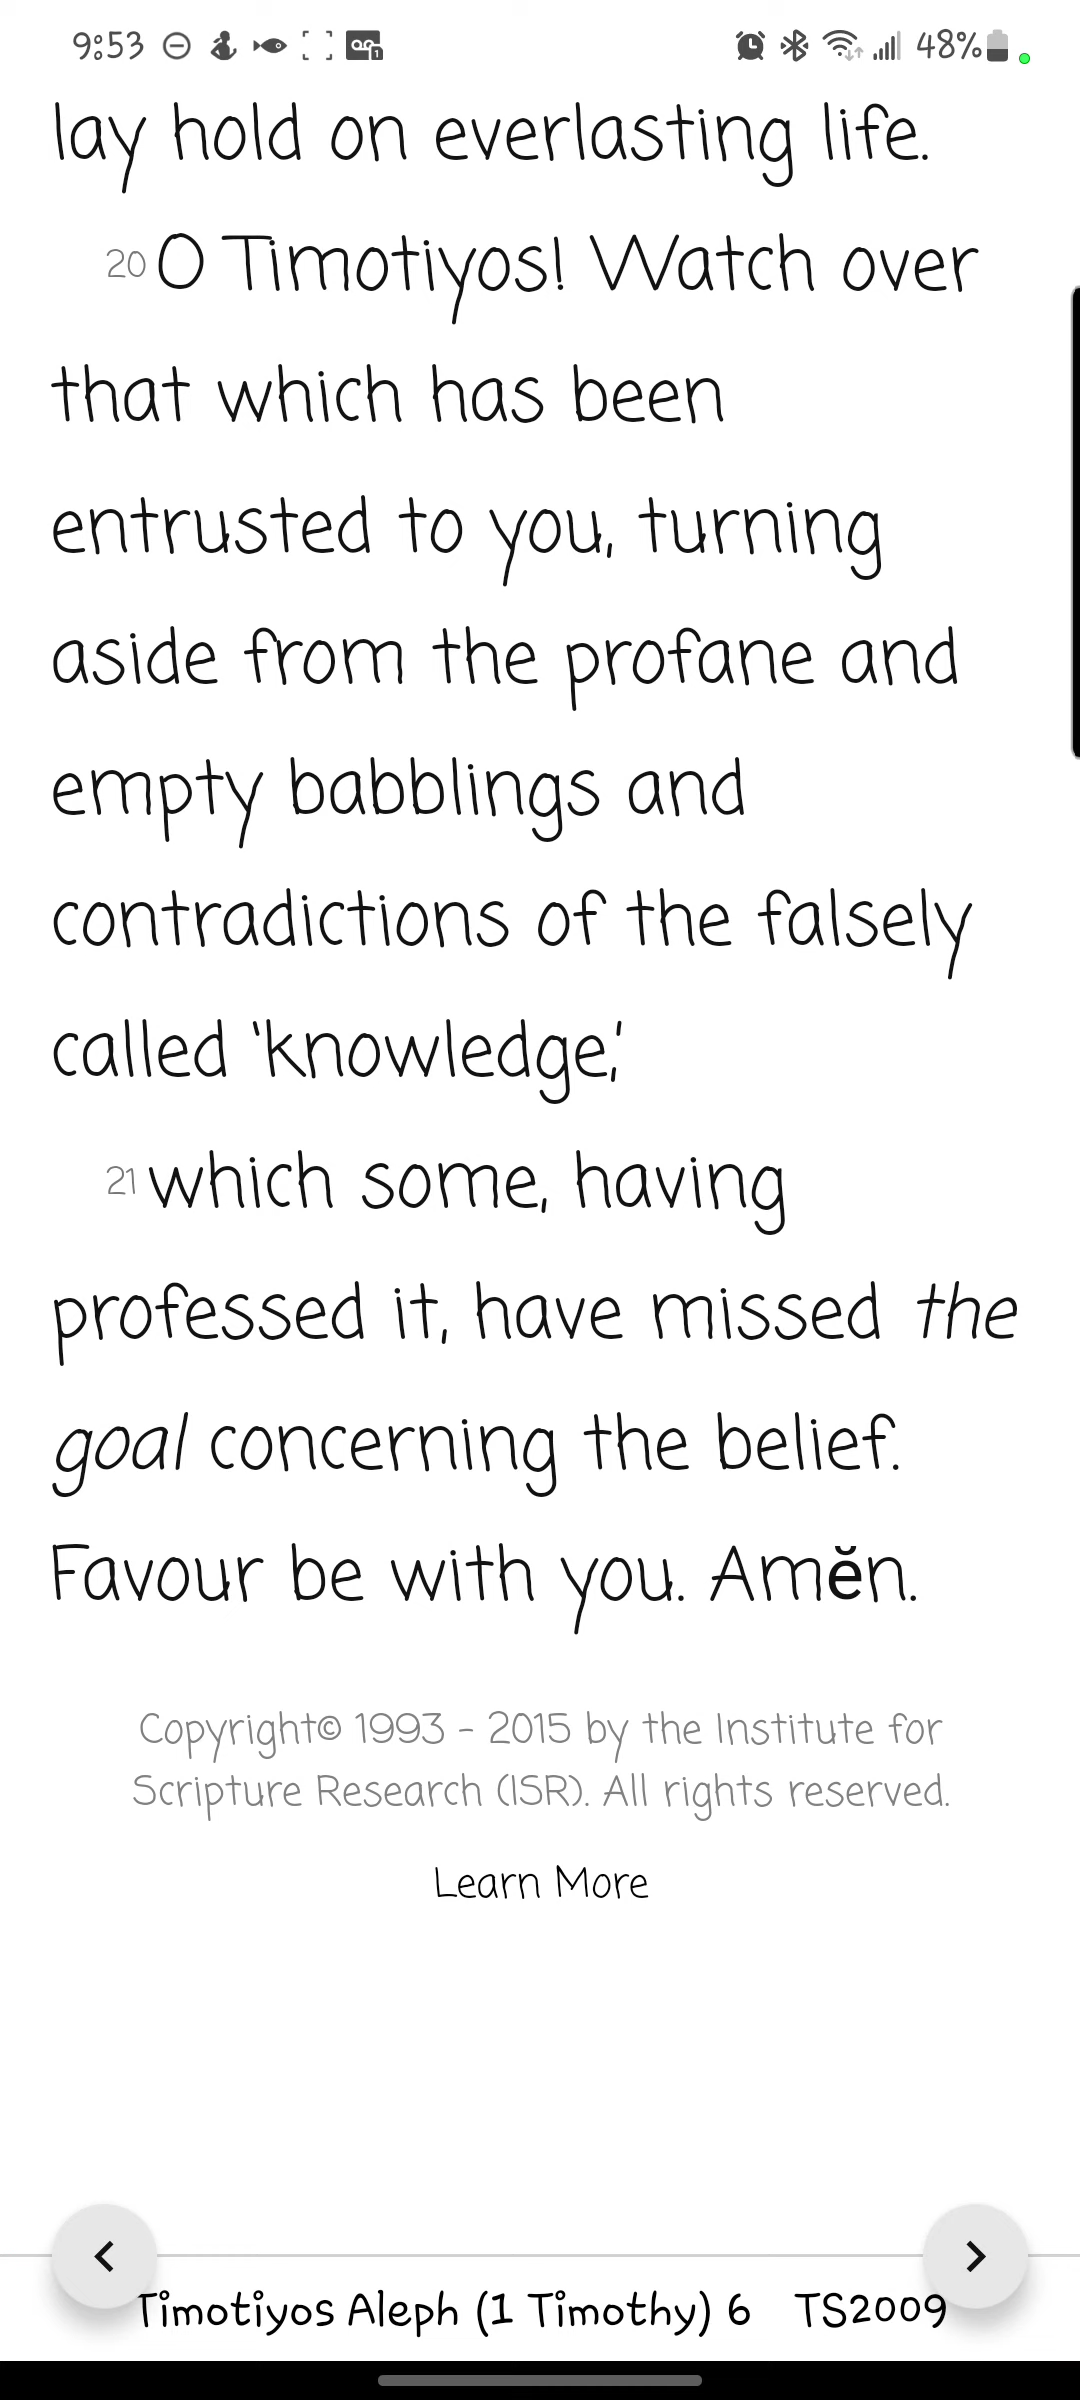 9:53 48%
lay hold on everlasting life.
20 O Timotiyos! Watch over
that which has been
entrusted to you, turning
aside from the profane and
empty babblings and
contradictions of the falsely
called 'knowledge,'
21 which some, having
professed it, have missed the
goal concerning the belief.
Favour be with you. Amĕn.
Copyright© 1993 - 2015 by the Institute for
Scripture Research (ISR). All rights reserved.
Learn More
Timotiyos Aleph (1 Timothy) 6 TS2009